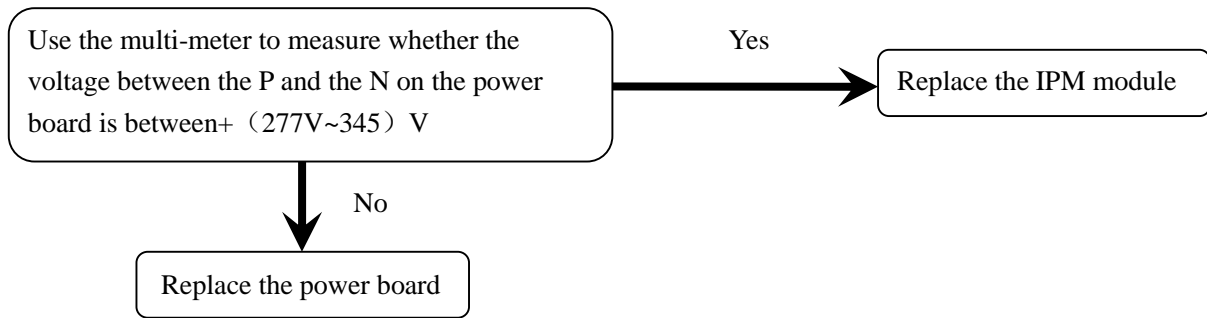 Use the multi-meter to measure whether the
voltage between the P and the N on the power
board is between+（277V~345）V
Yes
Replace the IPM module
No
Replace the power board